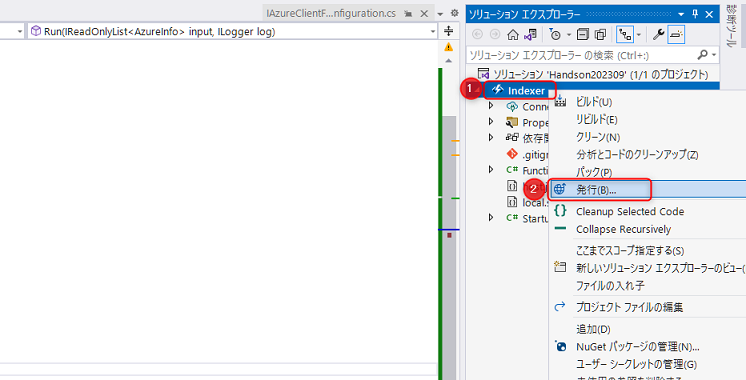 IAzureClientF...nfiguration.cs
Run(IReadOnlyList<AzureInfo> input, ILogger log)
ソリューション エクスプローラー
ソリューション エクスプローラー の検索 (Ctrl+:)
ソリューション 'Handson202309' (1/1 のプロジェクト)
1 Indexer
Conne
Prope
依存関
.gitign
C# Functi
local.s
C# Startu
ビルド(U)
リビルド(E)
クリーン(N)
分析とコードのクリーンアップ(Z)
パック(P)
2 発行(B)...
Cleanup Selected Code
Collapse Recursively
ここまでスコープ指定する(S)
新しいソリューション エクスプローラーのビュー(
ファイルの入れ子
プロジェクト ファイルの編集
追加(D)
NuGet パッケージの管理(N)...
ユーザー シークレットの管理(G)
診断ツール